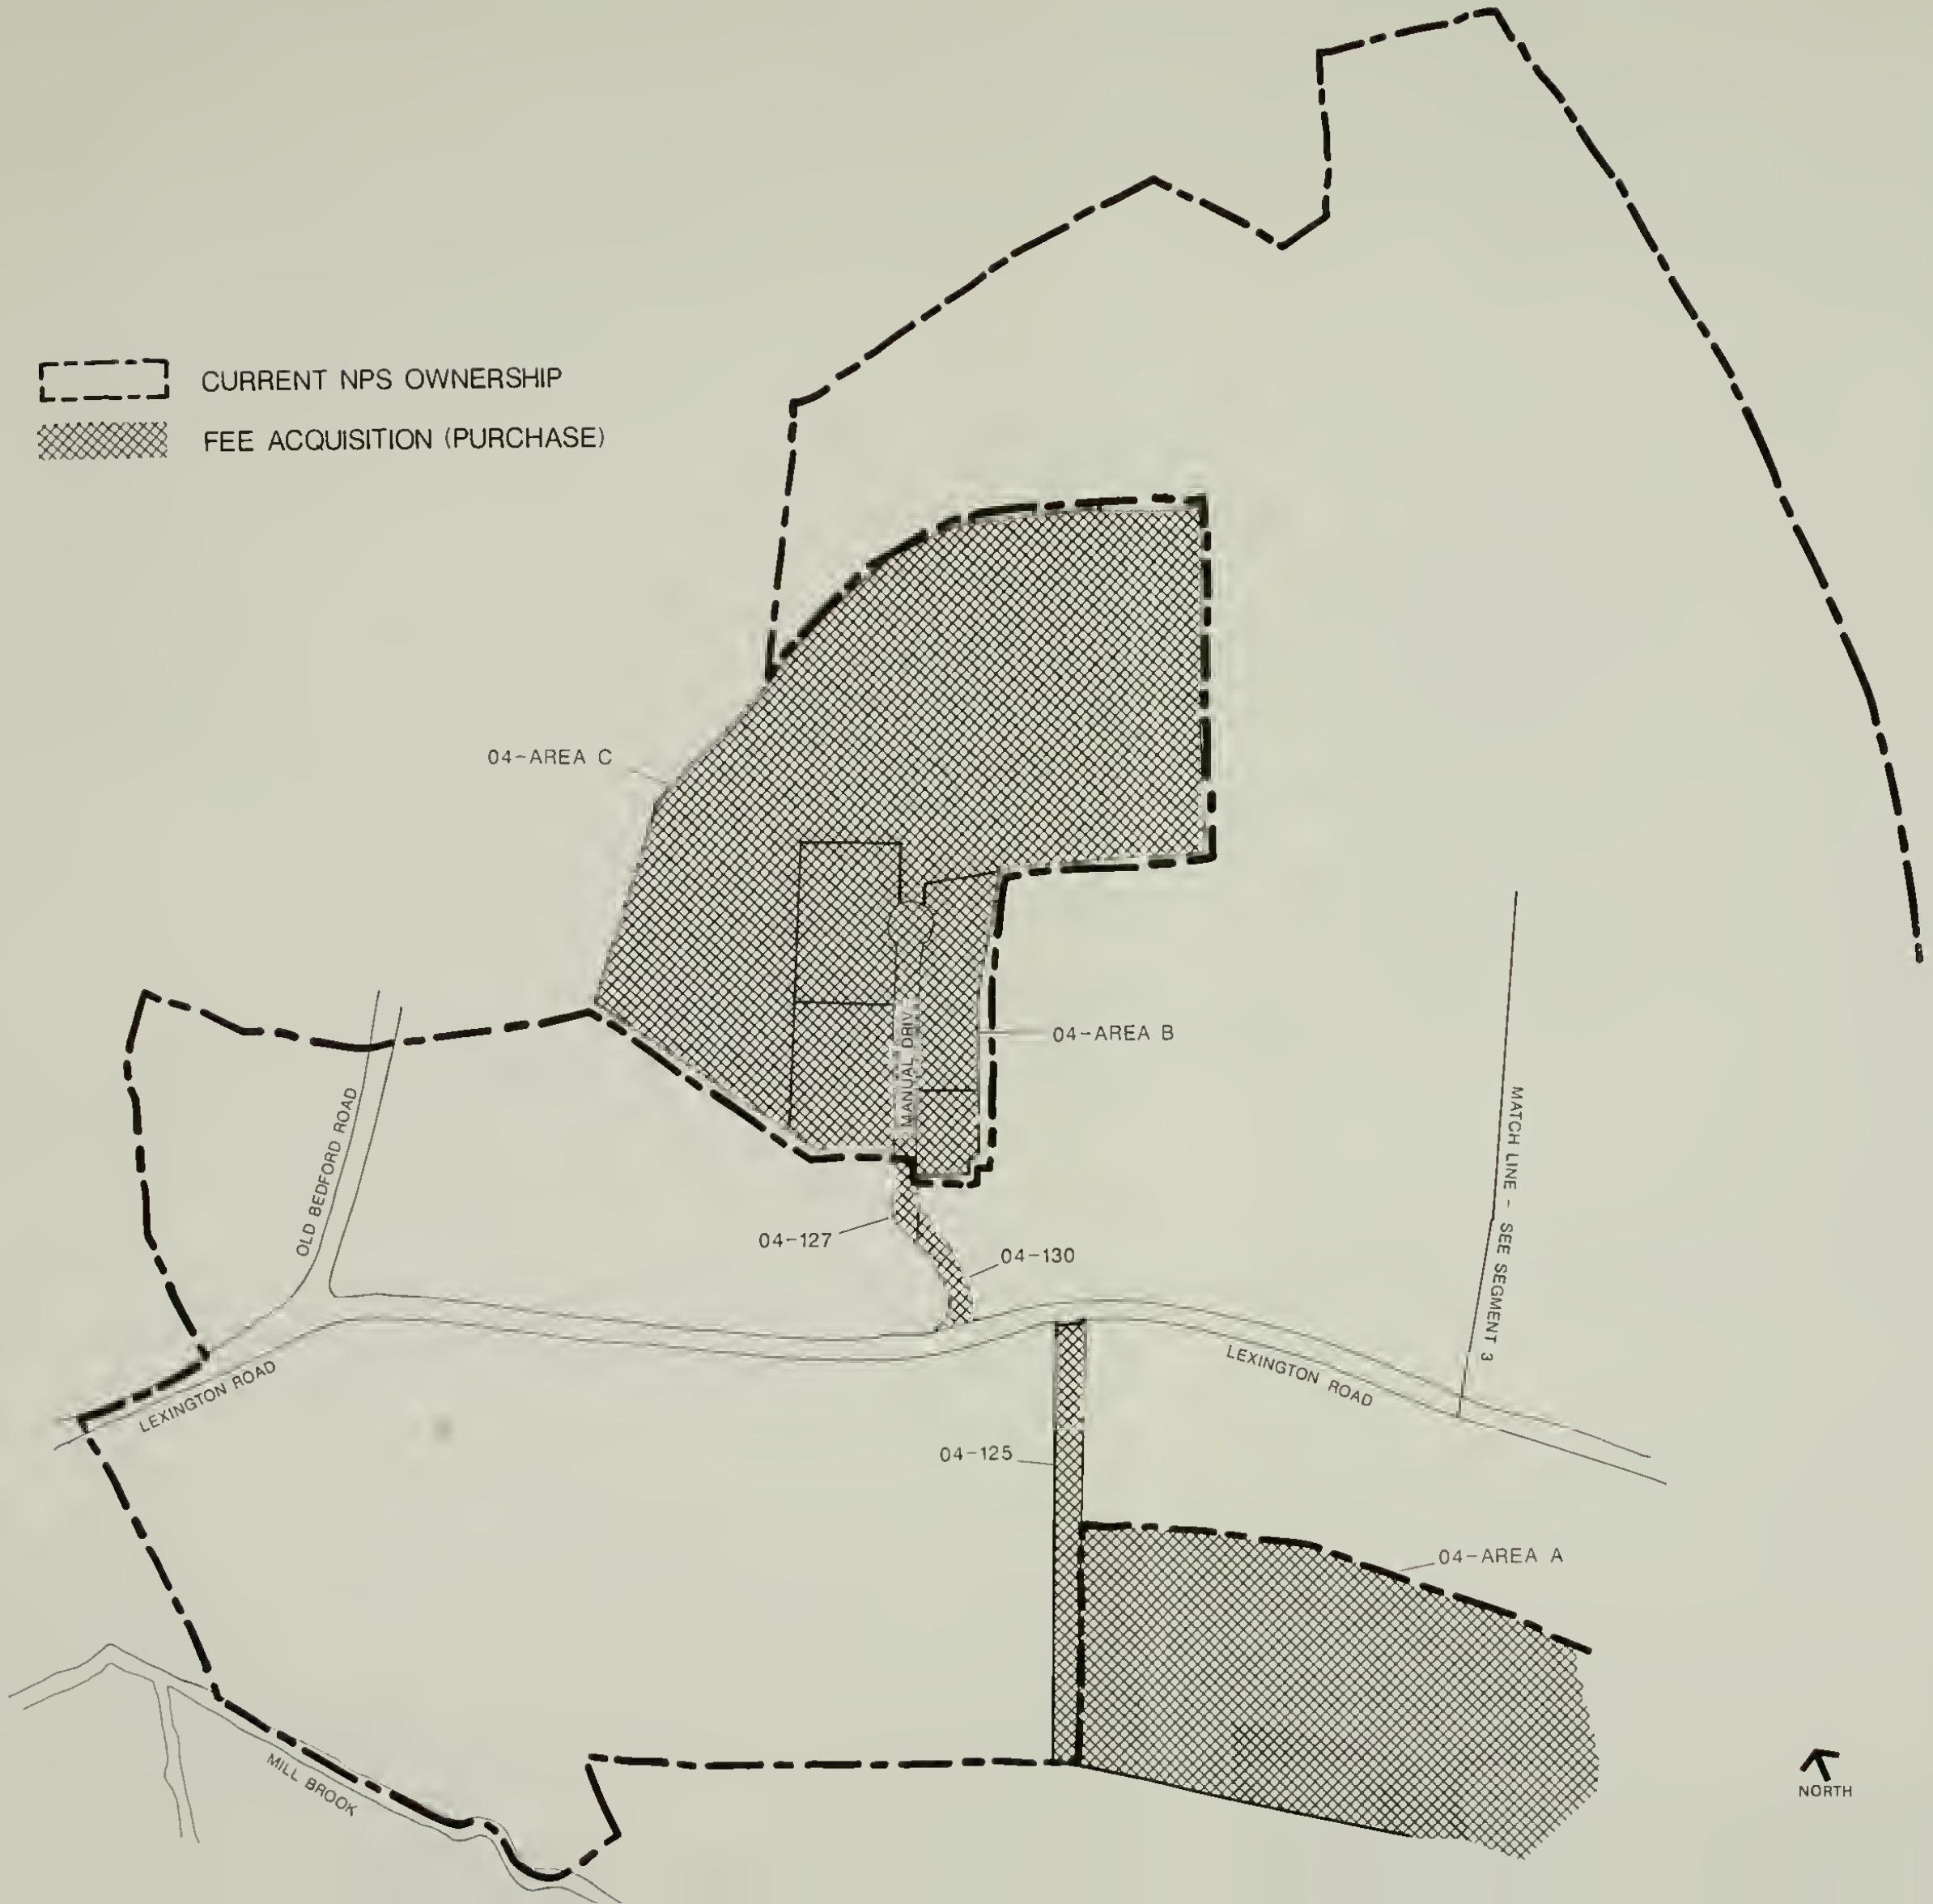 CURRENT NPS OWNERSHIP
FEE ACQUISITION (PURCHASE)
04-AREA C
04-AREA B
MANUAL DRIVE
OLD BEDFORD ROAD
MATCH LINE - SEE SEGMENT 3
04-127
04-130
LEXINGTON ROAD
LEXINGTON ROAD
04-125
04-AREA A
MILL BROOK
NORTH